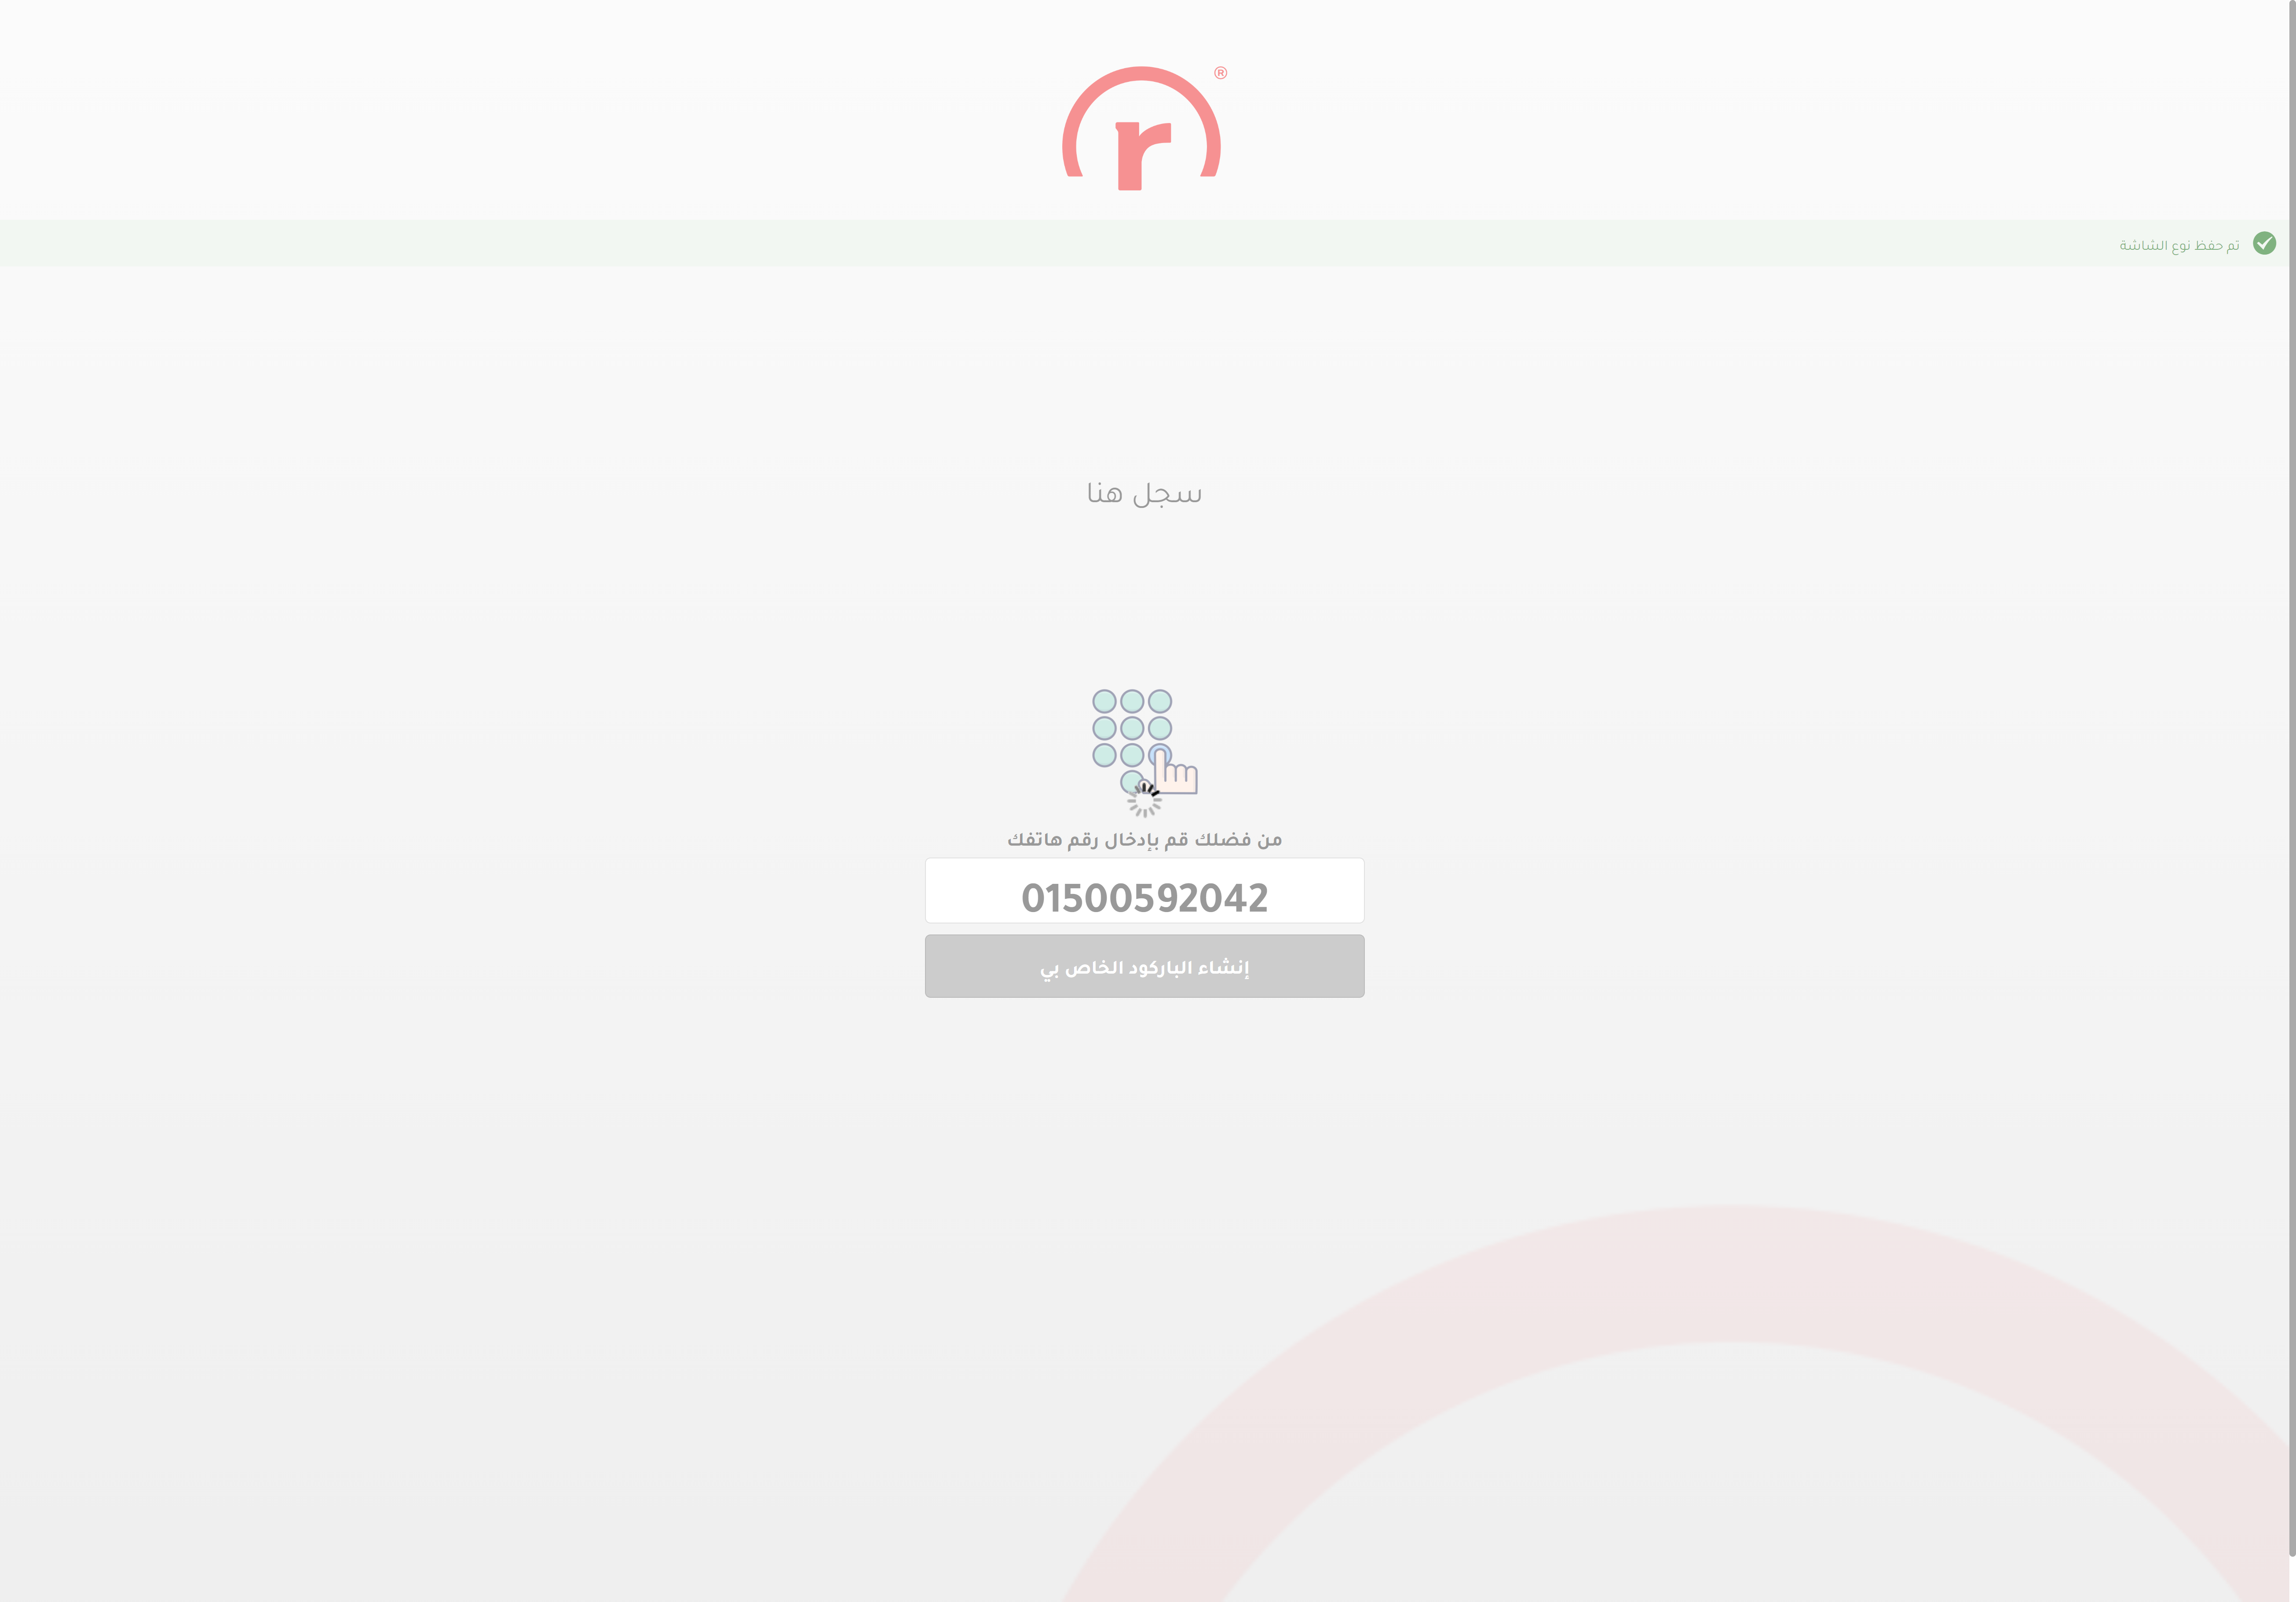 r®
تم حفظ نوع الشاشة
سجل هنا
من فضلك قم بإدخال رقم هاتفك
01500592042
إنشاء الباركود الخاص بي